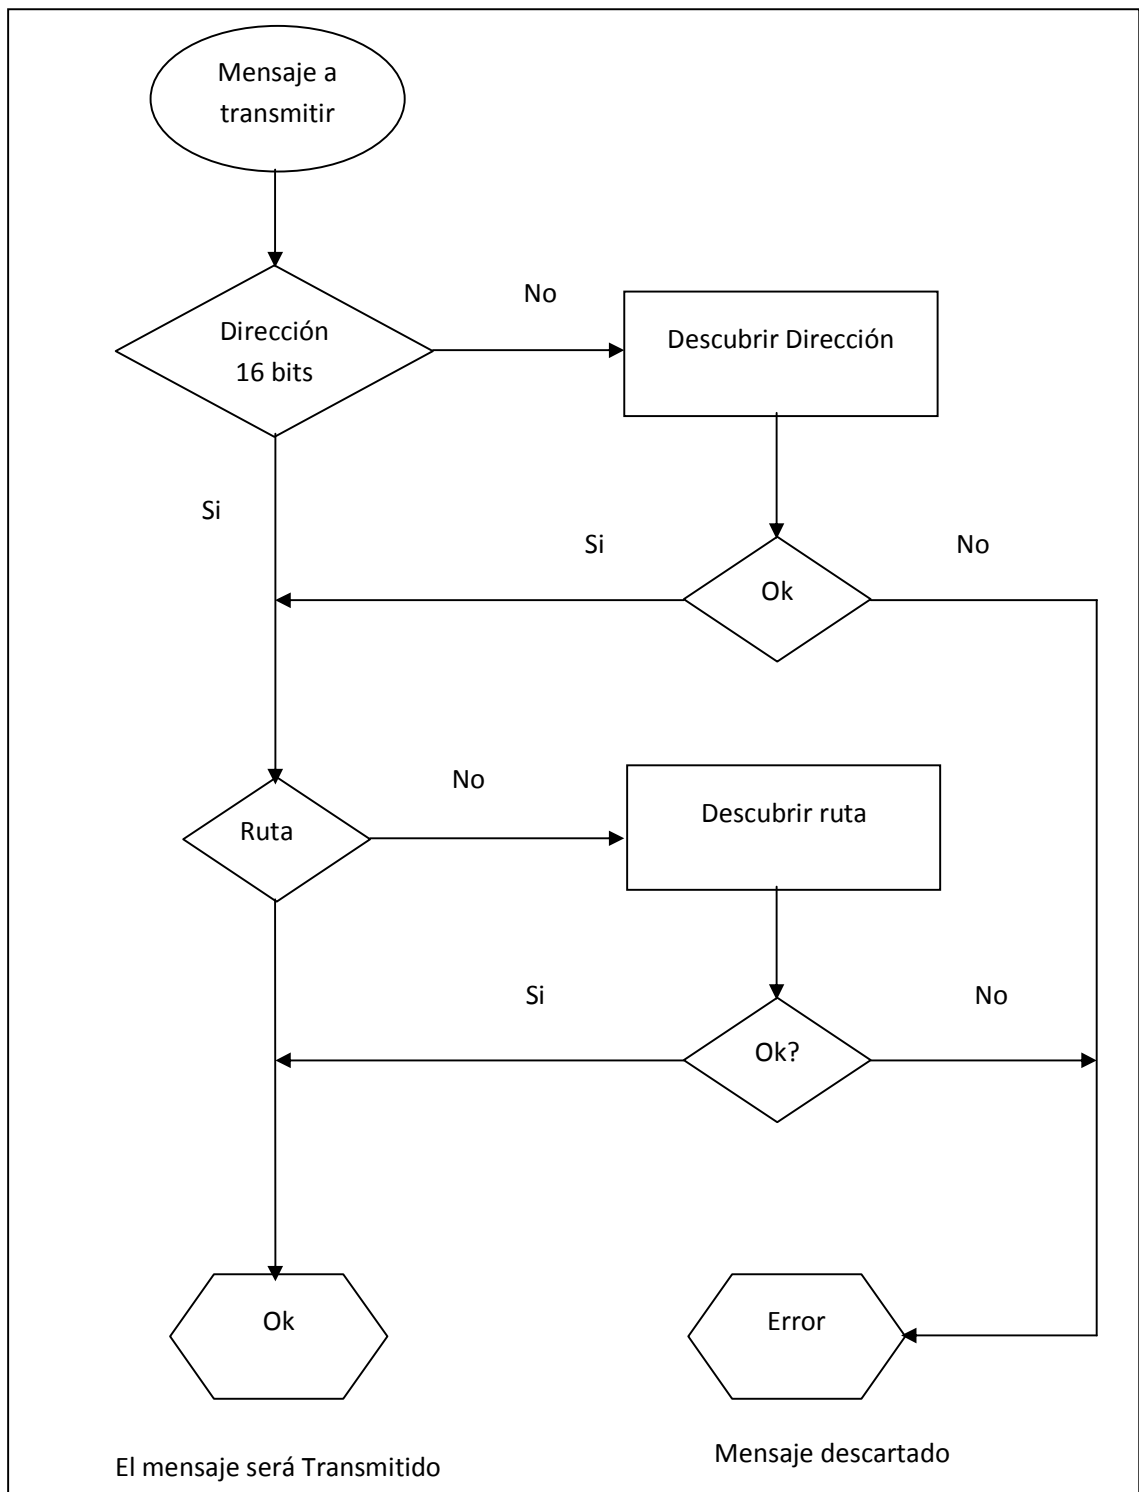 Mensaje a
transmitir
No
Dirección
16 bits
Descubrir Dirección
Si
Si
No
Ok
No
Ruta
Descubrir ruta
Si
No
Ok?
Ok
Error
El mensaje será Transmitido
Mensaje descartado